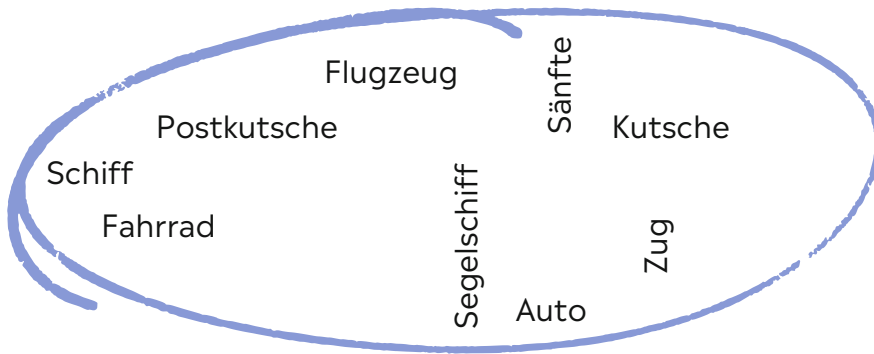 Flugzeug
Sänfte
Postkutsche
Kutsche
Schiff
Fahrrad
Segelschiff
Zug
Auto